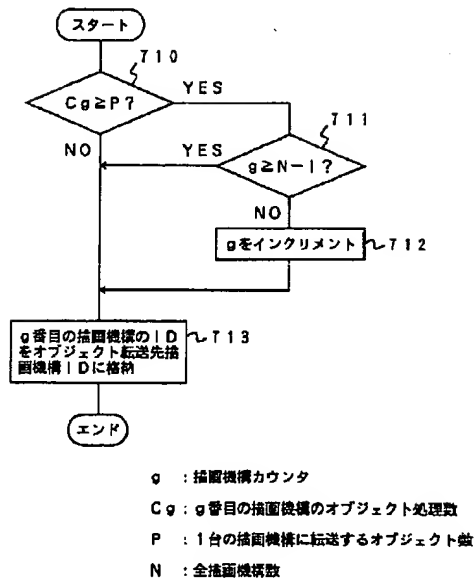 スタート
710
Cg≧P?
YES
NO
711
YES
g≧N-1?
NO
gをインクリメント
712
g番目の描画機構のID
をオブジェクト転送先描
画機構IDに格納
713
エンド
g :描画機構カウンタ
Cg:g番目の描画機構のオブジェクト処理数
P :1台の描画機構に転送するオブジェクト数
N :全描画機構数